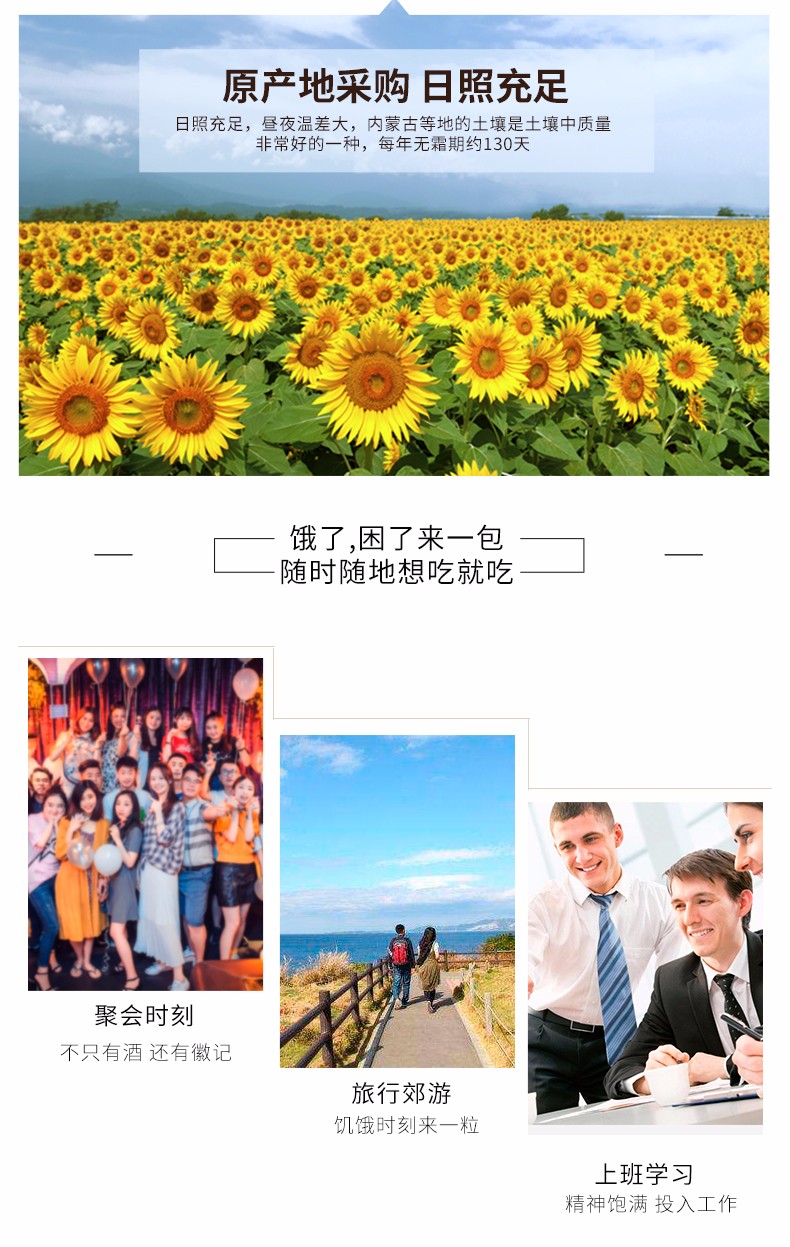 原产地采购 日照充足
日照充足，昼夜温差大，内蒙古等地的土壤是土壤中质量
非常好的一种，每年无霜期约130天
饿了,困了来一包
随时随地想吃就吃
聚会时刻
不只有酒 还有徽记
旅行郊游
饥饿时刻来一粒
上班学习
精神饱满 投入工作